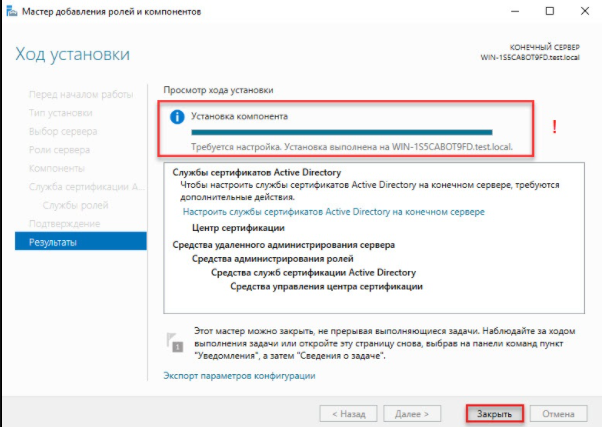 Мастер добавления ролей и компонентов
Ход установки
КОНЕЧНЫЙ СЕРВЕР
WIN-1S5CABOT9FD.test.local
Перед началом работы
Тип установки
Выбор сервера
Роли сервера
Компоненты
Служба сертификации A...
Службы ролей
Подтверждение
Результаты
Просмотр хода установки
Установка компонента
!
Требуется настройка. Установка выполнена на WIN-1S5CABOT9FD.test.local.
Службы сертификатов Active Directory
Чтобы настроить службы сертификатов Active Directory на конечном сервере, требуются
дополнительные действия.
Настроить службы сертификатов Active Directory на конечном сервере
Центр сертификации
Средства удаленного администрирования сервера
Средства администрирования ролей
Средства служб сертификации Active Directory
Средства управления центра сертификации
1
Этот мастер можно закрыть, не прерывая выполняющиеся задачи. Наблюдайте за ходом
выполнения задачи или откройте эту страницу снова, выбрав на панели команд пункт
"Уведомления", а затем "Сведения о задаче".
Экспорт параметров конфигурации
< Назад
Далее >
Закрыть
Отмена